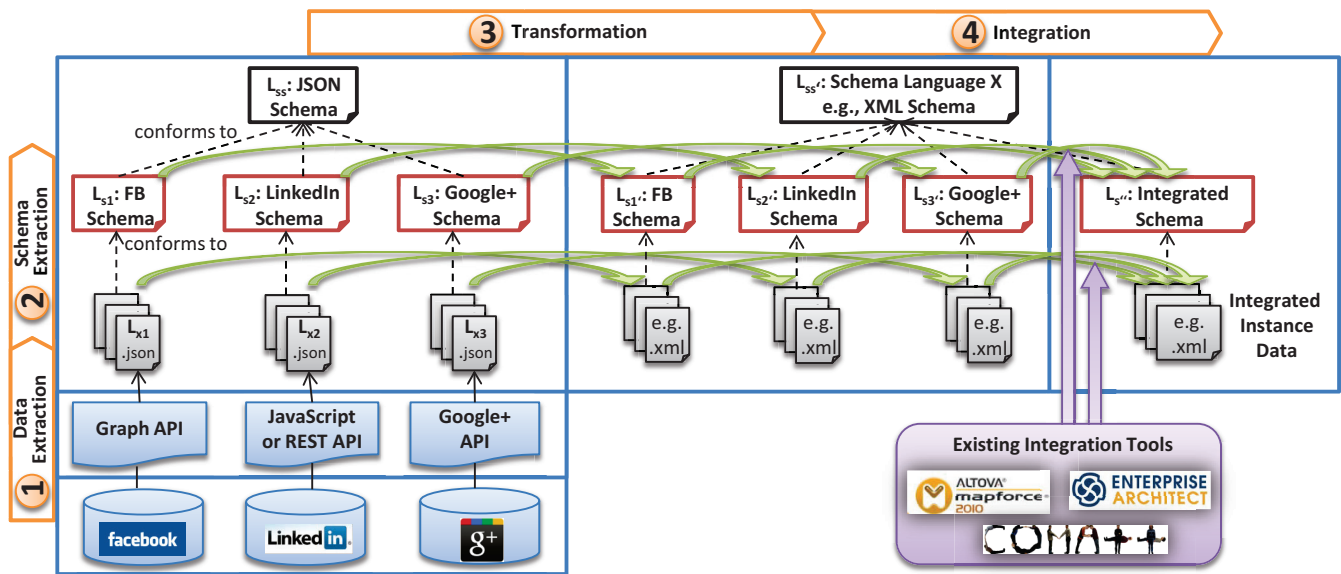 3 Transformation
4 Integration
Lss: JSON
Schema
Lss′: Schema Language X
e.g., XML Schema
conforms to
Ls1: FB
Schema
Ls2: LinkedIn
Schema
Ls3: Google+
Schema
Ls1′: FB
Schema
Ls2′: LinkedIn
Schema
Ls3′: Google+
Schema
Ls′′: Integrated
Schema
conforms to
Lx1
.json
Lx2
.json
Lx3
.json
e.g.
.xml
e.g.
.xml
e.g.
.xml
e.g.
.xml
Integrated
Instance
Data
2 Schema
Extraction
1 Data
Extraction
Graph API
JavaScript
or REST API
Google+
API
facebook
Linked in®
g+
Existing Integration Tools
ALTOVA®
mapforce®
2010
ENTERPRISE
ARCHITECT
COMA++